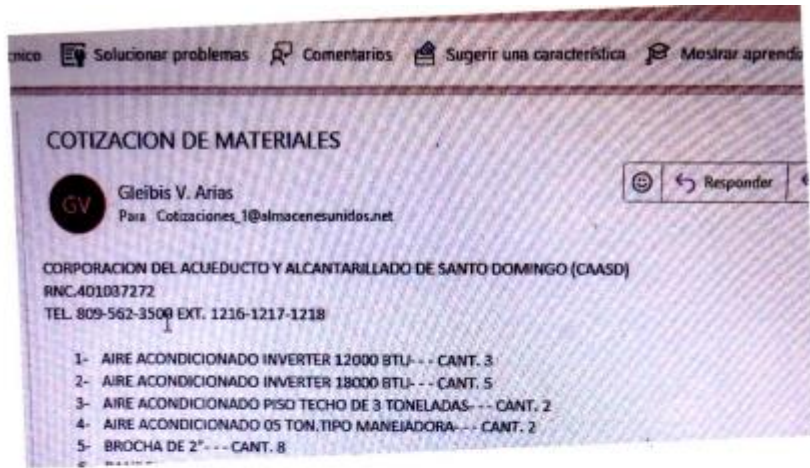 Solucionar problemas Comentarios Sugerir una característica Mostrar
COTIZACION DE MATERIALES
Responder
GV
Gleibis V. Arias
Para Cotizaciones_1@almacenesunidos.net
CORPORACION DEL ACUEDUCTO Y ALCANTARILLADO DE SANTO DOMINGO (CAASD)
RNC.401037272
TEL. 809-562-3500 EXT. 1216-1217-1218
1- AIRE ACONDICIONADO INVERTER 12000 BTU- - - CANT. 3
2- AIRE ACONDICIONADO INVERTER 18000 BTU- - - CANT. 5
3- AIRE ACONDICIONADO PISO TECHO DE 3 TONELADAS- - - CANT. 2
4- AIRE ACONDICIONADO 05 TON.TIPO MANEJADORA- - - CANT. 2
5- BROCHA DE 2"- - - CANT. 8